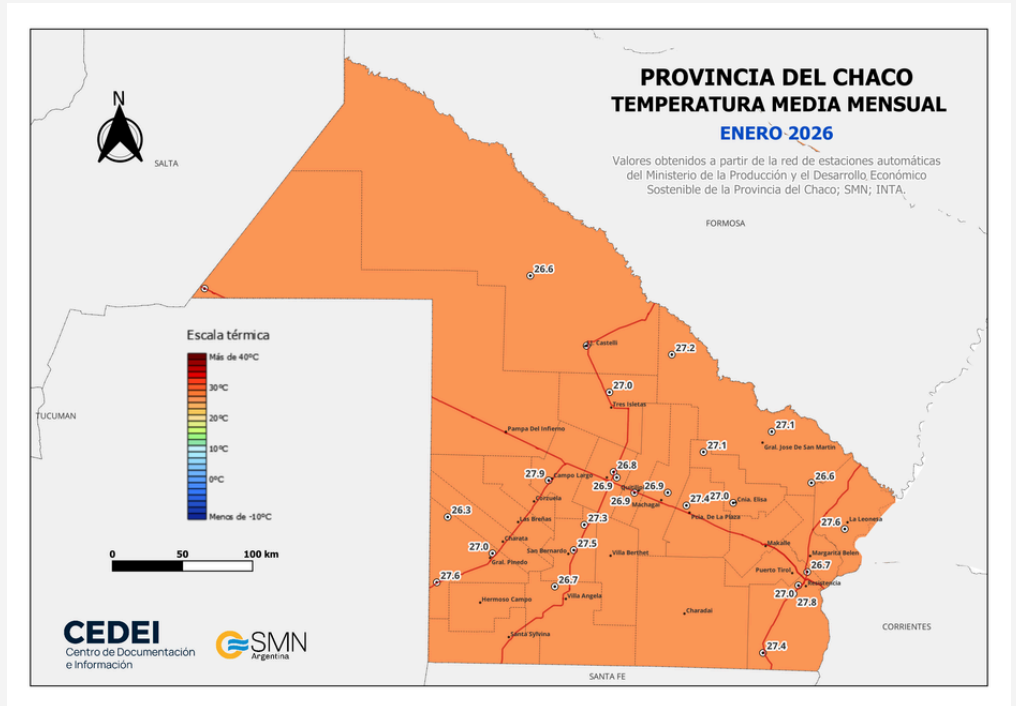 PROVINCIA DEL CHACO
TEMPERATURA MEDIA MENSUAL
ENERO 2026
Valores obtenidos a partir de la red de estaciones automáticas
del Ministerio de la Producción y el Desarrollo Económico
Sostenible de la Provincia del Chaco; SMN; INTA.
N
SALTA
FORMOSA
26.6
Escala térmica
Más de 40ºC
30ºC
20ºC
10ºC
0ºC
Menos de -10ºC
Castelli
27.2
27.0
Tres Isletas
TUCUMAN
Pampa Del Infierno
27.1
Gral. Jose De San Martin
27.1
26.8
27.9
Campo Largo
26.6
26.9
Quitilipi
26.9
26.9
Machagai
27.4
27.0
Cnia. Elisa
Corzuela
Pcia. De La Plaza
26.3
Las Breñas
27.3
27.6
La Leonesa
Charata
27.0
Gral. Pinedo
27.5
San Bernardo
Villa Berthet
Makalle
Margarita Belen
26.7
Puerto Tirol
Resistencia
27.6
26.7
27.0
27.8
Hermoso Campo
Villa Angela
Charadai
0 50 100 km
CORRIENTES
Santa Sylvina
27.4
SANTA FE
CEDEI
Centro de Documentación
e Información
SMN
Argentina